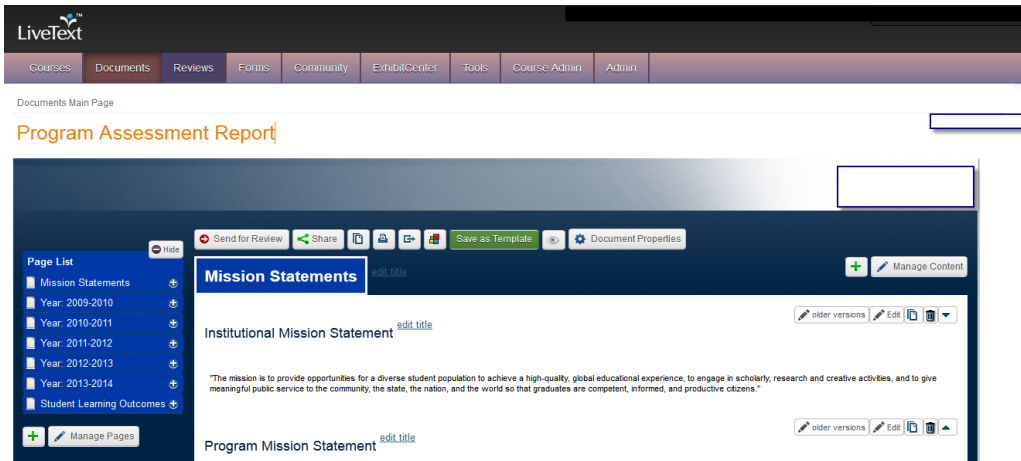 LiveText™
Courses Documents Reviews Forms Community ExhibitCenter Tools Course Admin Admin
Documents Main Page
Program Assessment Report
Hide
Send for Review Share Save as Template Document Properties
Page List
Mission Statements
Year: 2009-2010
Year: 2010-2011
Year: 2011-2012
Year: 2012-2013
Year: 2013-2014
Student Learning Outcomes
Manage Pages
Mission Statements edit title
Manage Content
Institutional Mission Statement edit title
older versions Edit
"The mission is to provide opportunities for a diverse student population to achieve a high-quality, global educational experience, to engage in scholarly, research and creative activities, and to give
meaningful public service to the community, the state, the nation, and the world so that graduates are competent, informed, and productive citizens."
Program Mission Statement edit title
older versions Edit